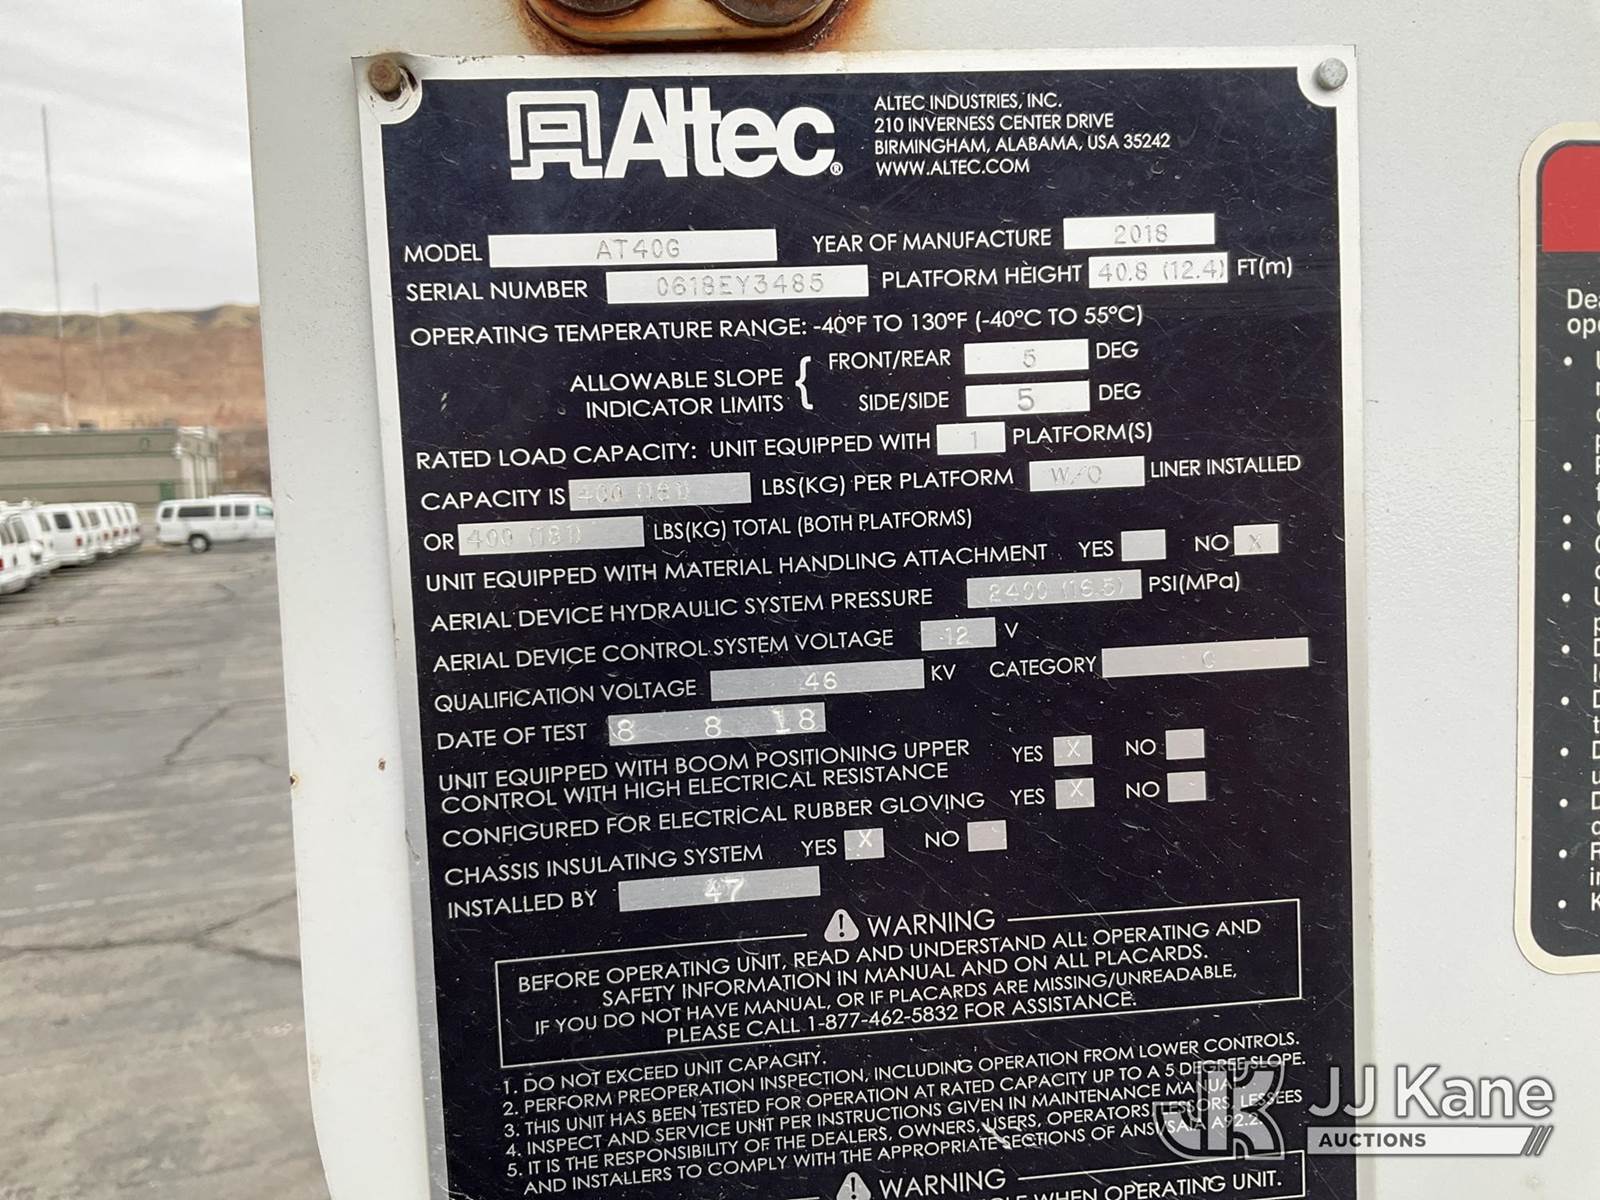 Altec®
ALTEC INDUSTRIES, INC.
210 INVERNESS CENTER DRIVE
BIRMINGHAM, ALABAMA, USA 35242
WWW.ALTEC.COM
MODEL AT40G YEAR OF MANUFACTURE 2018
SERIAL NUMBER 0618EY3485 PLATFORM HEIGHT 40.8 (12.4) FT(m)
OPERATING TEMPERATURE RANGE: -40°F TO 130°F (-40°C TO 55°C)
ALLOWABLE SLOPE INDICATOR LIMITS { FRONT/REAR 5 DEG
SIDE/SIDE 5 DEG
RATED LOAD CAPACITY: UNIT EQUIPPED WITH 1 PLATFORM(S)
CAPACITY IS 400 (181) LBS(KG) PER PLATFORM W/O LINER INSTALLED
OR 400 (181) LBS(KG) TOTAL (BOTH PLATFORMS)
UNIT EQUIPPED WITH MATERIAL HANDLING ATTACHMENT YES NO X
AERIAL DEVICE HYDRAULIC SYSTEM PRESSURE 2400 (16.5) PSI(MPa)
AERIAL DEVICE CONTROL SYSTEM VOLTAGE 12 V
QUALIFICATION VOLTAGE 46 KV CATEGORY C
DATE OF TEST 8 8 18
UNIT EQUIPPED WITH BOOM POSITIONING UPPER
CONTROL WITH HIGH ELECTRICAL RESISTANCE YES X NO
CONFIGURED FOR ELECTRICAL RUBBER GLOVING YES X NO
CHASSIS INSULATING SYSTEM YES X NO
INSTALLED BY 47
WARNING
BEFORE OPERATING UNIT, READ AND UNDERSTAND ALL OPERATING AND
SAFETY INFORMATION IN MANUAL AND ON ALL PLACARDS.
IF YOU DO NOT HAVE MANUAL, OR IF PLACARDS ARE MISSING/UNREADABLE,
PLEASE CALL 1-877-462-5832 FOR ASSISTANCE.
1. DO NOT EXCEED UNIT CAPACITY.
2. PERFORM PREOPERATION INSPECTION, INCLUDING OPERATION FROM LOWER CONTROLS.
3. THIS UNIT HAS BEEN TESTED FOR OPERATION AT RATED CAPACITY UP TO A 5 DEGREE SLOPE.
4. INSPECT AND SERVICE UNIT PER INSTRUCTIONS GIVEN IN MAINTENANCE MANUAL.
5. IT IS THE RESPONSIBILITY OF THE DEALERS, OWNERS, USERS, OPERATORS, LESSORS, LESSEES
AND INSTALLERS TO COMPLY WITH THE APPROPRIATE SECTIONS OF ANSI/SAIA A92.2.
WARNING
WHEN OPERATING UNIT.
JJ Kane
AUCTIONS